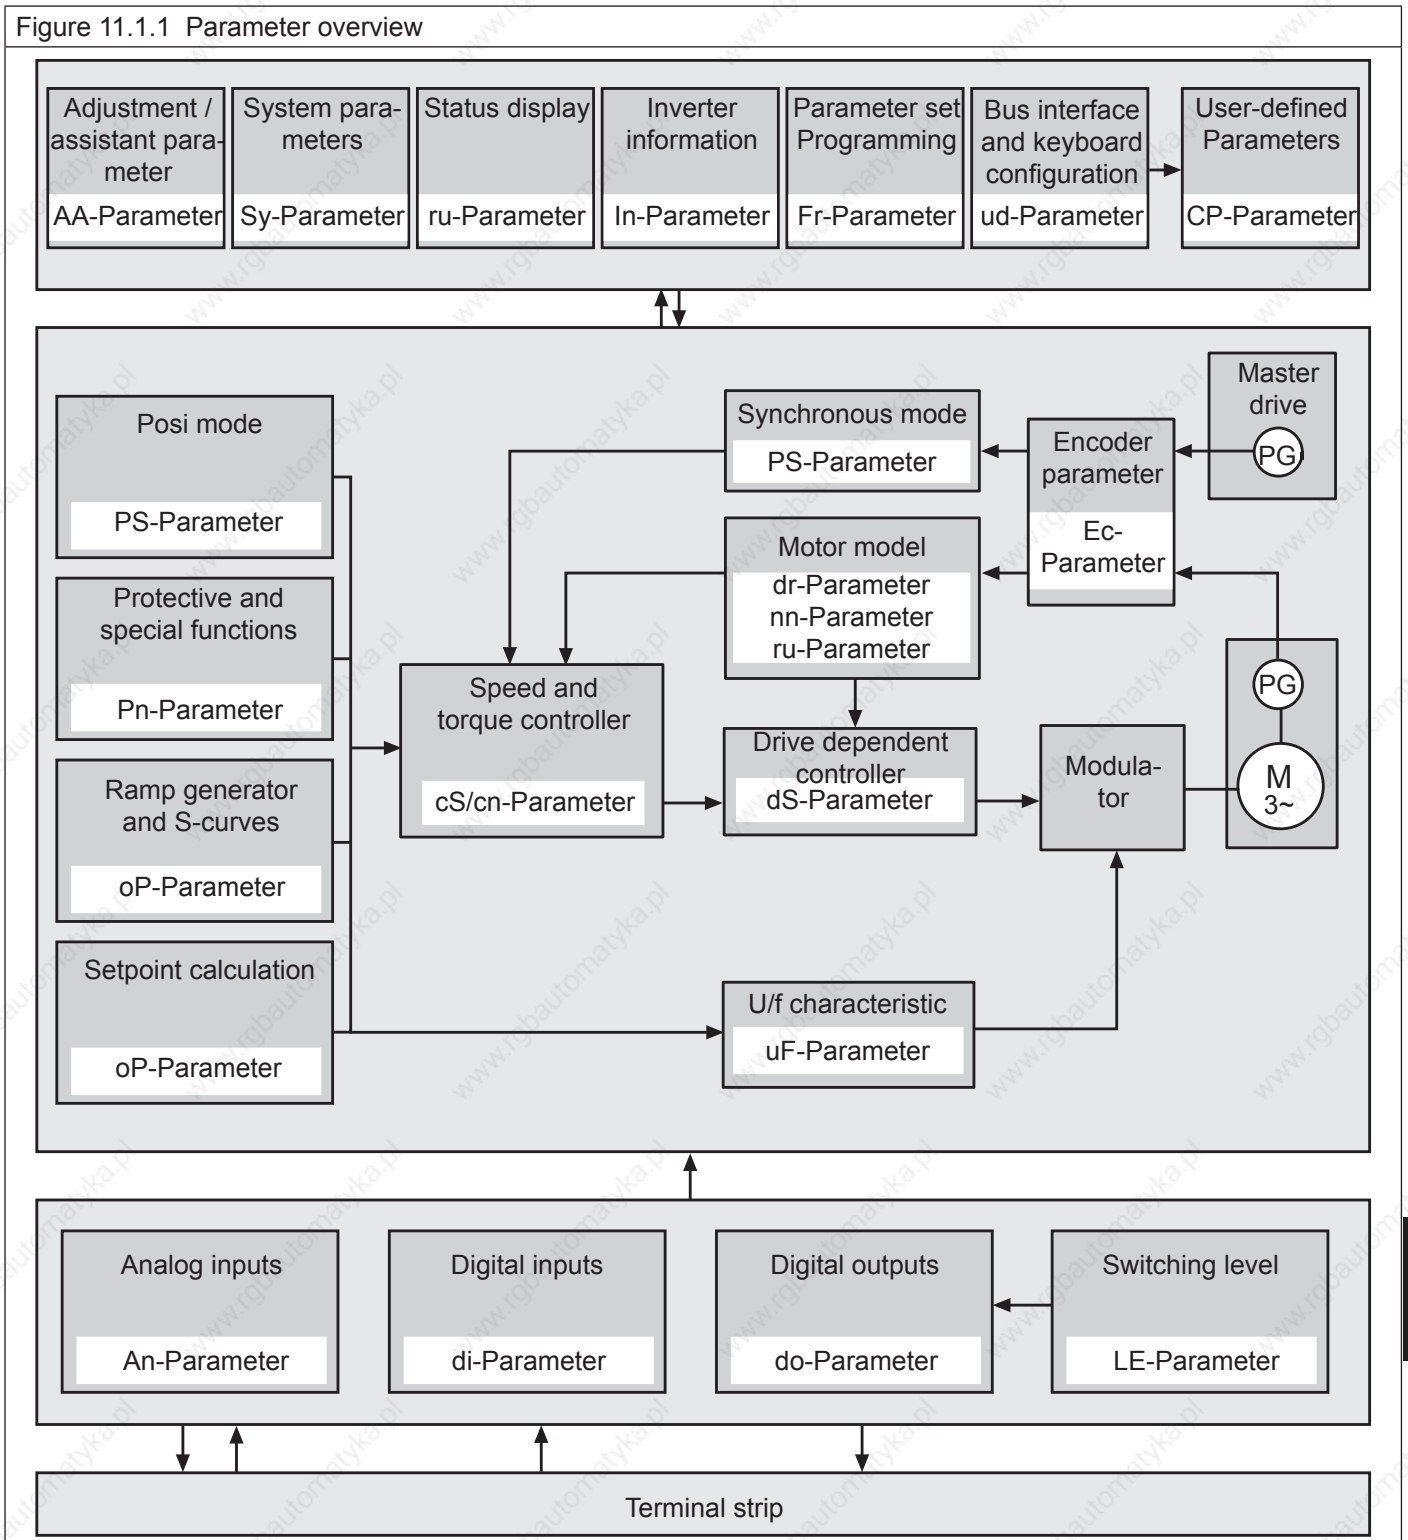 Figure 11.1.1 Parameter overview
Adjustment /
assistant para-
meter
AA-Parameter
System para-
meters
Sy-Parameter
Status display
ru-Parameter
Inverter
information
In-Parameter
Parameter set
Programming
Fr-Parameter
Bus interface
and keyboard
configuration
ud-Parameter
User-defined
Parameters
CP-Parameter
Posi mode
PS-Parameter
Protective and
special functions
Pn-Parameter
Ramp generator
and S-curves
oP-Parameter
Setpoint calculation
oP-Parameter
Speed and
torque controller
cS/cn-Parameter
Synchronous mode
PS-Parameter
Motor model
dr-Parameter
nn-Parameter
ru-Parameter
Drive dependent
controller
dS-Parameter
U/f characteristic
uF-Parameter
Encoder
parameter
Ec-
Parameter
Modula-
tor
Master
drive
PG
PG
M
3~
Analog inputs
An-Parameter
Digital inputs
di-Parameter
Digital outputs
do-Parameter
Switching level
LE-Parameter
Terminal strip
www.rgbautomatyka.pl